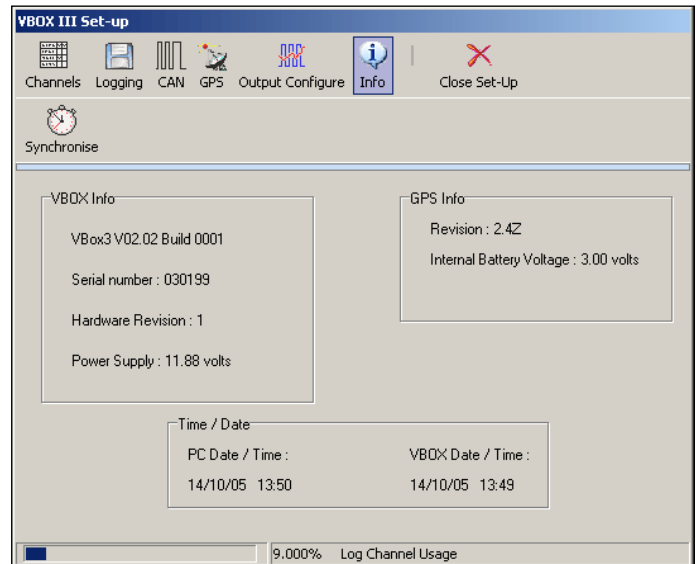 VBOX III Set-up
Channels Logging CAN GPS Output Configure Info Close Set-Up
Synchronise
VBOX Info
VBox3 V02.02 Build 0001
Serial number : 030199
Hardware Revision : 1
Power Supply : 11.88 volts
GPS Info
Revision : 2.4Z
Internal Battery Voltage : 3.00 volts
Time / Date
PC Date / Time : VBOX Date / Time :
14/10/05 13:50 14/10/05 13:49
9.000% Log Channel Usage